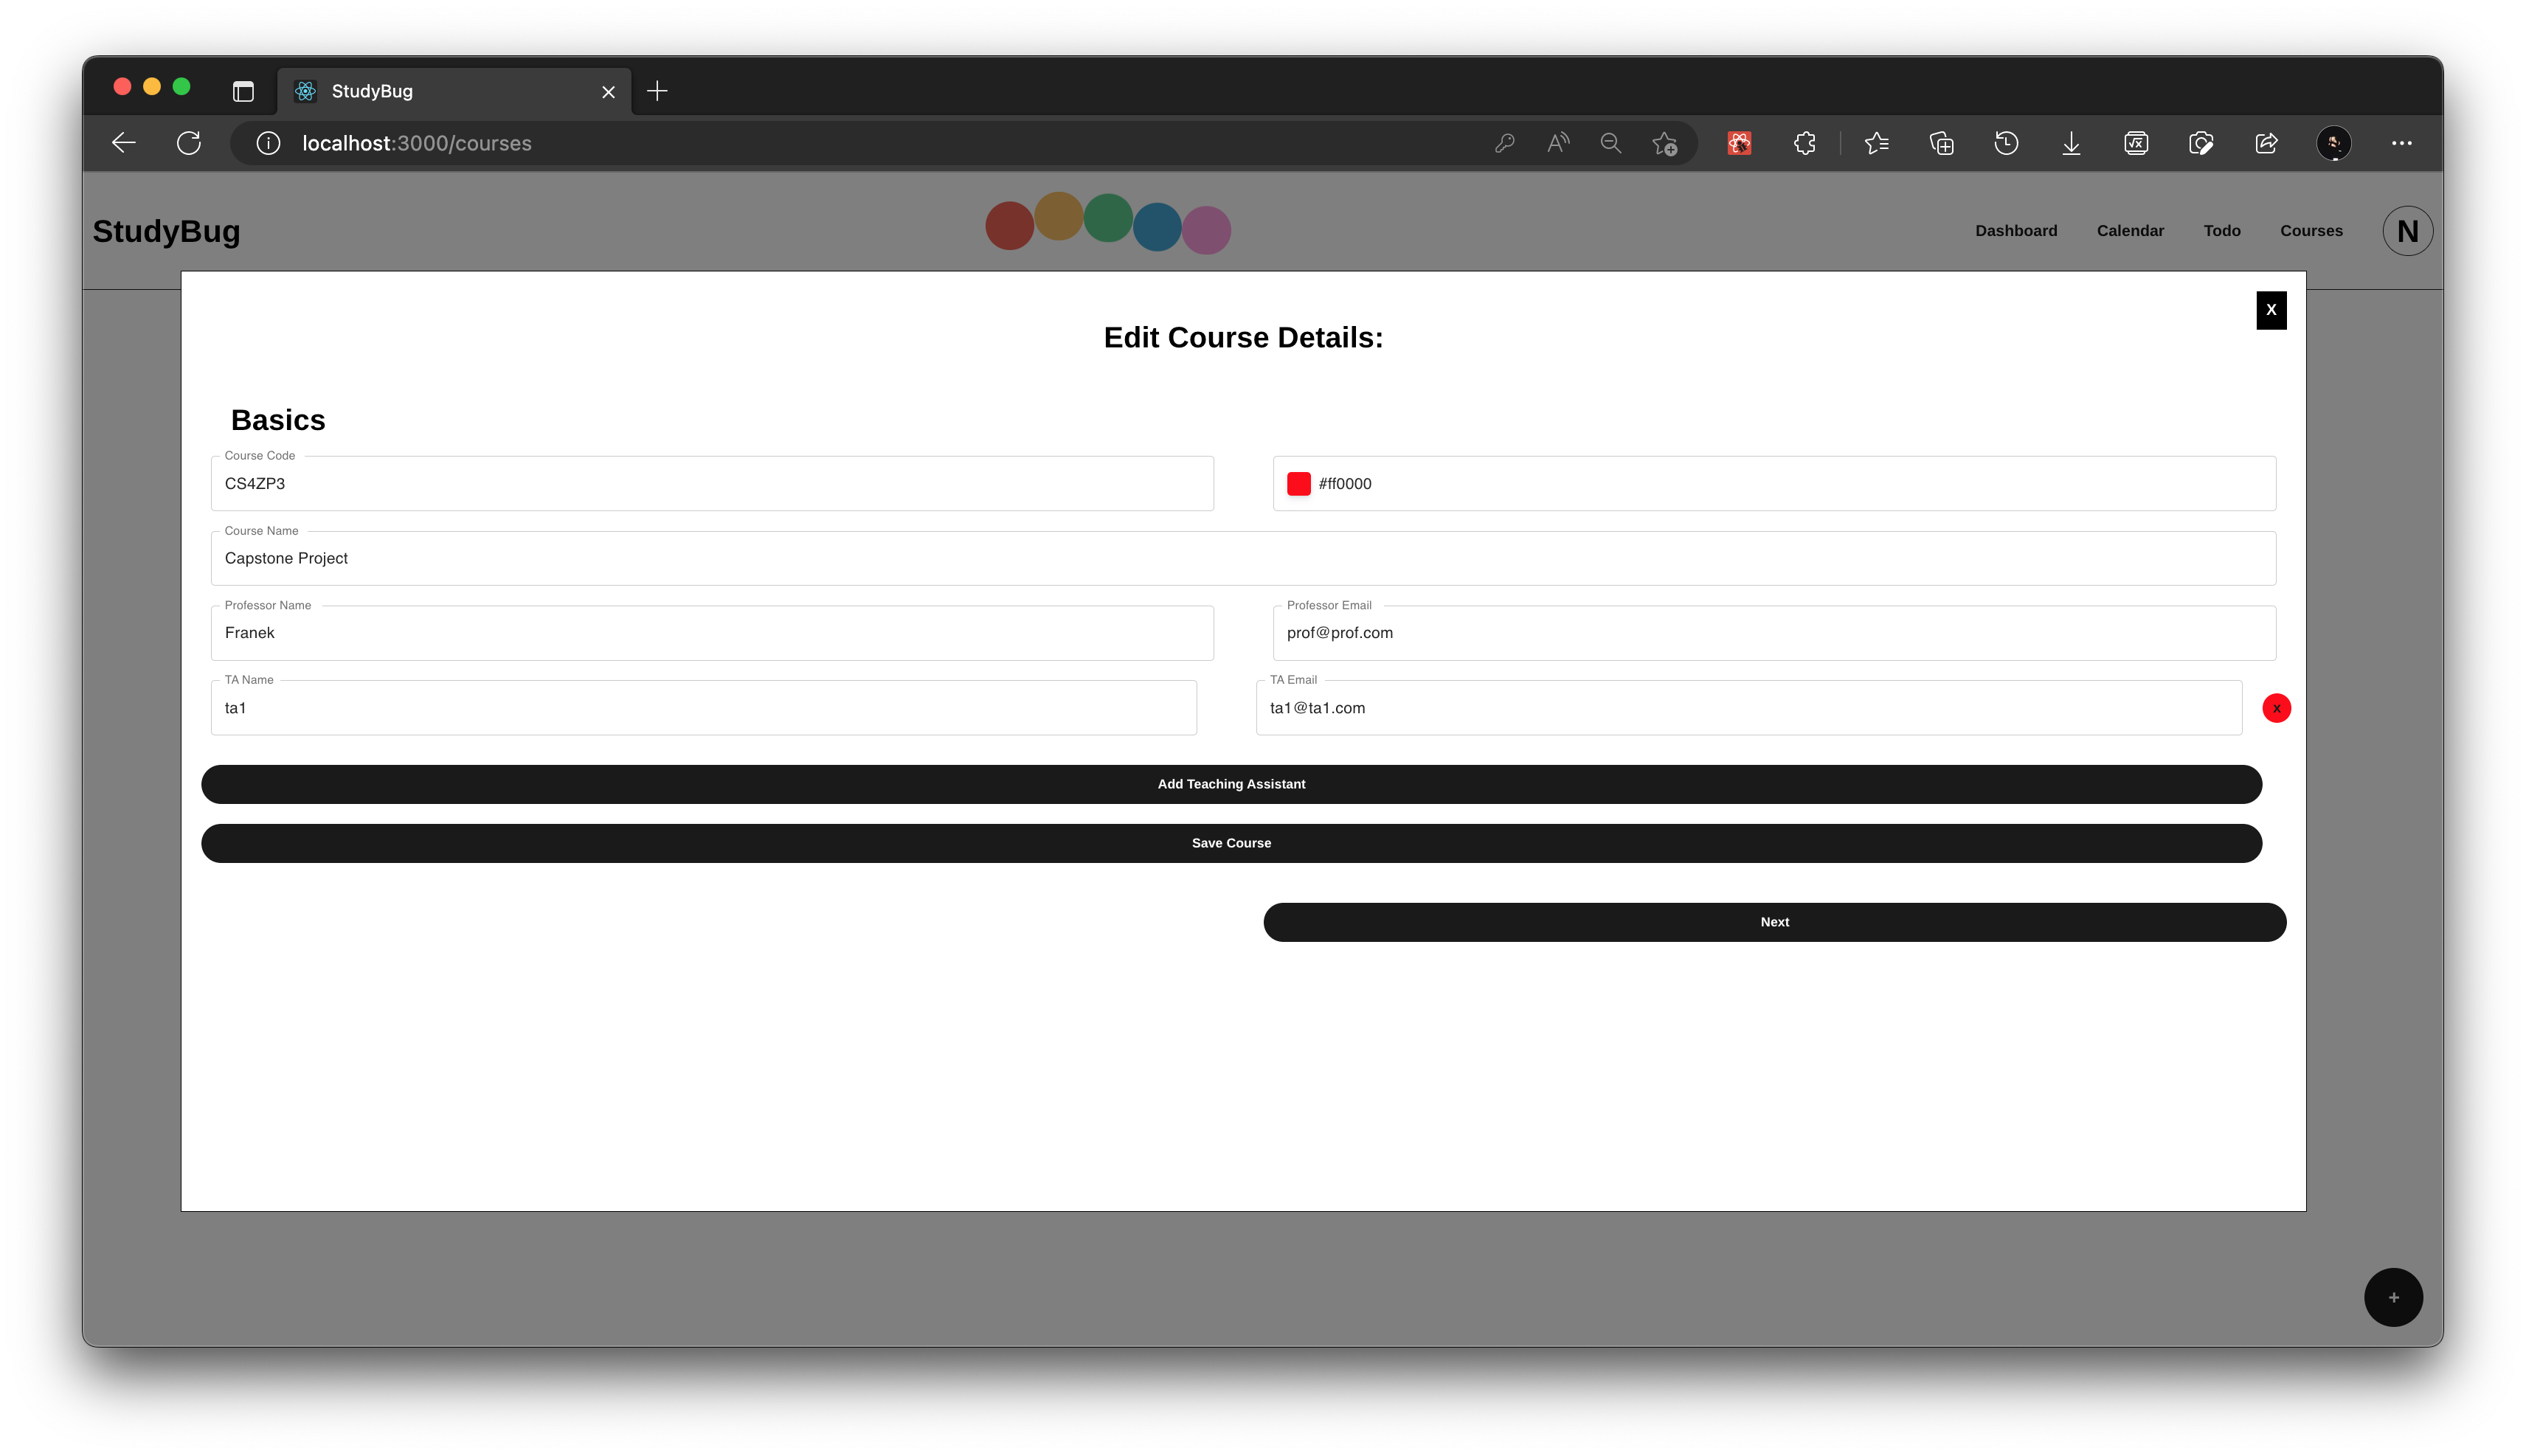 StudyBug
localhost:3000/courses
StudyBug
Dashboard Calendar Todo Courses N
X
Edit Course Details:
Basics
Course Code
CS4ZP3
#ff0000
Course Name
Capstone Project
Professor Name
Franek
Professor Email
prof@prof.com
TA Name
ta1
TA Email
ta1@ta1.com
x
Add Teaching Assistant
Save Course
Next
+